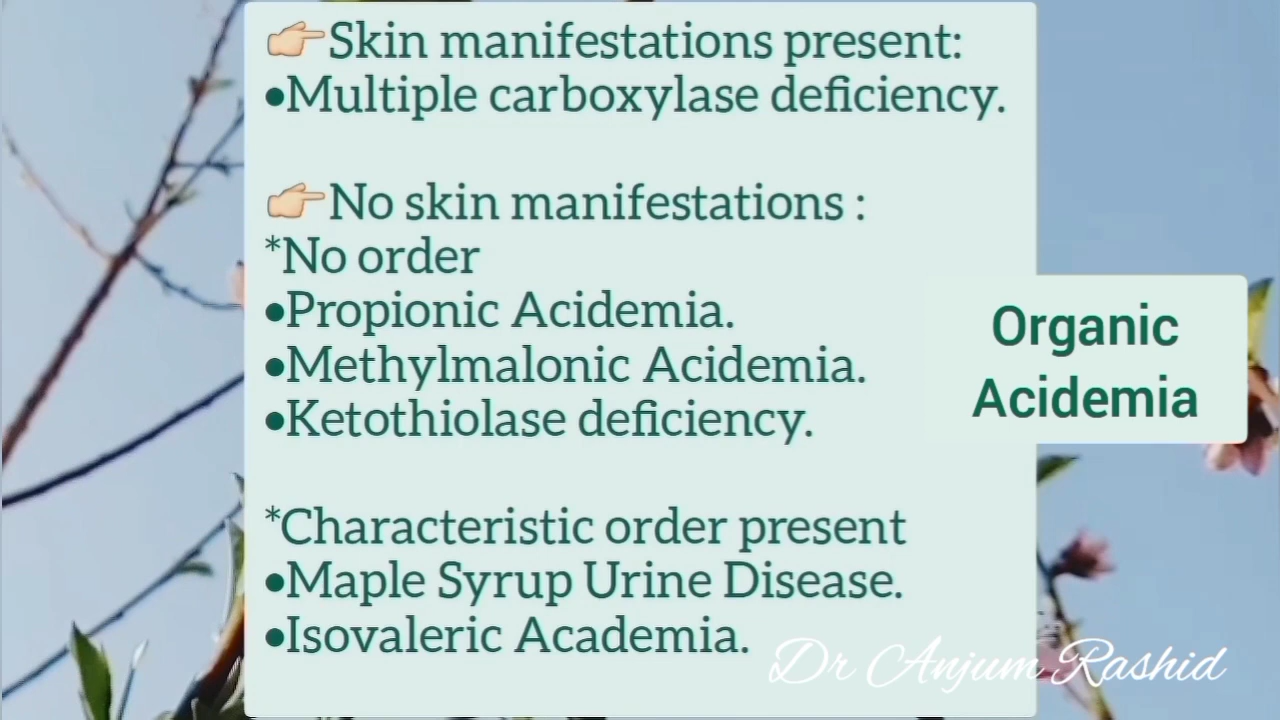 👉🏻Skin manifestations present:
•Multiple carboxylase deficiency.
👉🏻No skin manifestations :
*No order
•Propionic Acidemia.
•Methylmalonic Acidemia.
•Ketothiolase deficiency.
*Characteristic order present
•Maple Syrup Urine Disease.
•Isovaleric Academia.
Organic
Acidemia
Dr Anjum Rashid